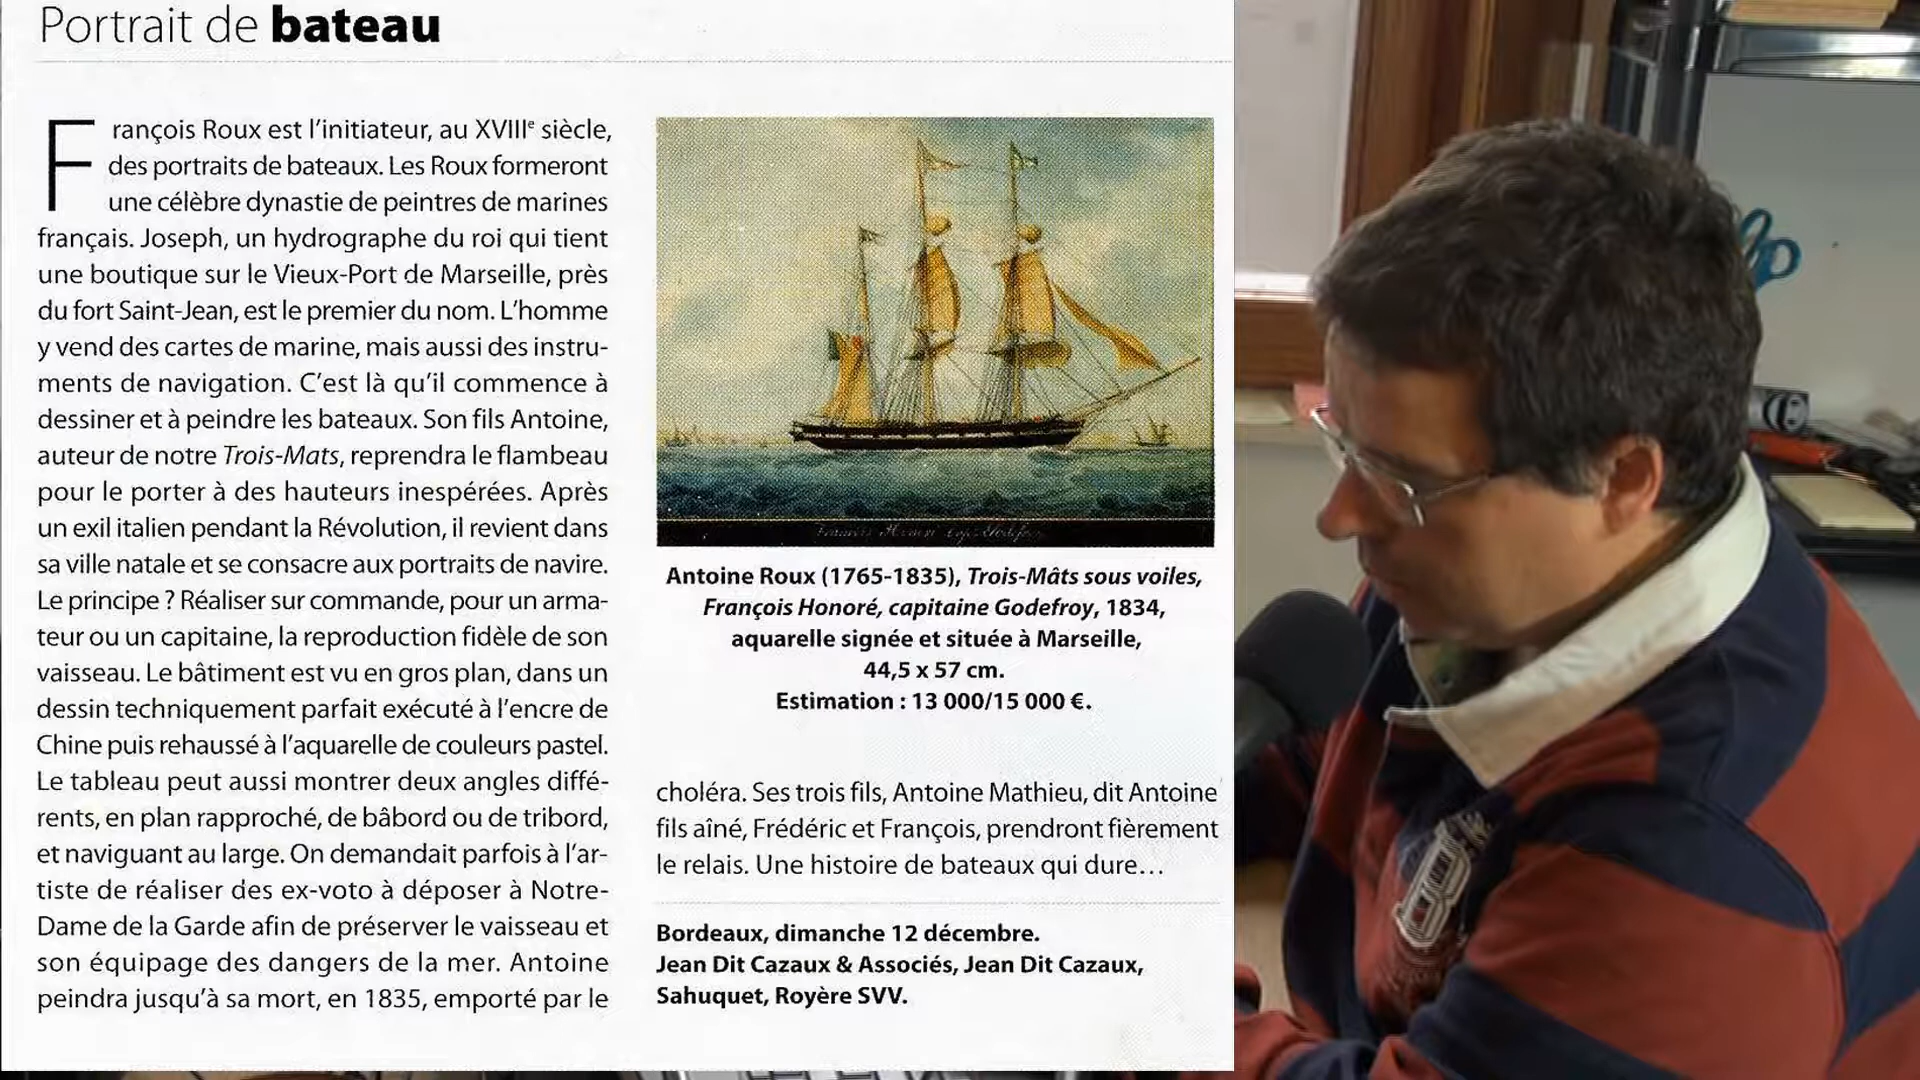 Portrait de bateau
François Roux est l'initiateur, au XVIIIe siècle,
des portraits de bateaux. Les Roux formeront
une célèbre dynastie de peintres de marines
français. Joseph, un hydrographe du roi qui tient
une boutique sur le Vieux-Port de Marseille, près
du fort Saint-Jean, est le premier du nom. L'homme
y vend des cartes de marine, mais aussi des instru-
ments de navigation. C'est là qu'il commence à
dessiner et à peindre les bateaux. Son fils Antoine,
auteur de notre Trois-Mats, reprendra le flambeau
pour le porter à des hauteurs inespérées. Après
un exil italien pendant la Révolution, il revient dans
sa ville natale et se consacre aux portraits de navire.
Le principe ? Réaliser sur commande, pour un arma-
teur ou un capitaine, la reproduction fidèle de son
vaisseau. Le bâtiment est vu en gros plan, dans un
dessin techniquement parfait exécuté à l'encre de
Chine puis rehaussé à l'aquarelle de couleurs pastel.
Le tableau peut aussi montrer deux angles diffé-
rents, en plan rapproché, de bâbord ou de tribord,
et naviguant au large. On demandait parfois à l'ar-
tiste de réaliser des ex-voto à déposer à Notre-
Dame de la Garde afin de préserver le vaisseau et
son équipage des dangers de la mer. Antoine
peindra jusqu'à sa mort, en 1835, emporté par le
Antoine Roux (1765-1835), Trois-Mâts sous voiles,
François Honoré, capitaine Godefroy, 1834,
aquarelle signée et située à Marseille,
44,5 x 57 cm.
Estimation : 13 000/15 000 €.
choléra. Ses trois fils, Antoine Mathieu, dit Antoine
fils aîné, Frédéric et François, prendront fièrement
le relais. Une histoire de bateaux qui dure…
Bordeaux, dimanche 12 décembre.
Jean Dit Cazaux & Associés, Jean Dit Cazaux,
Sahuquet, Royère SVV.
B